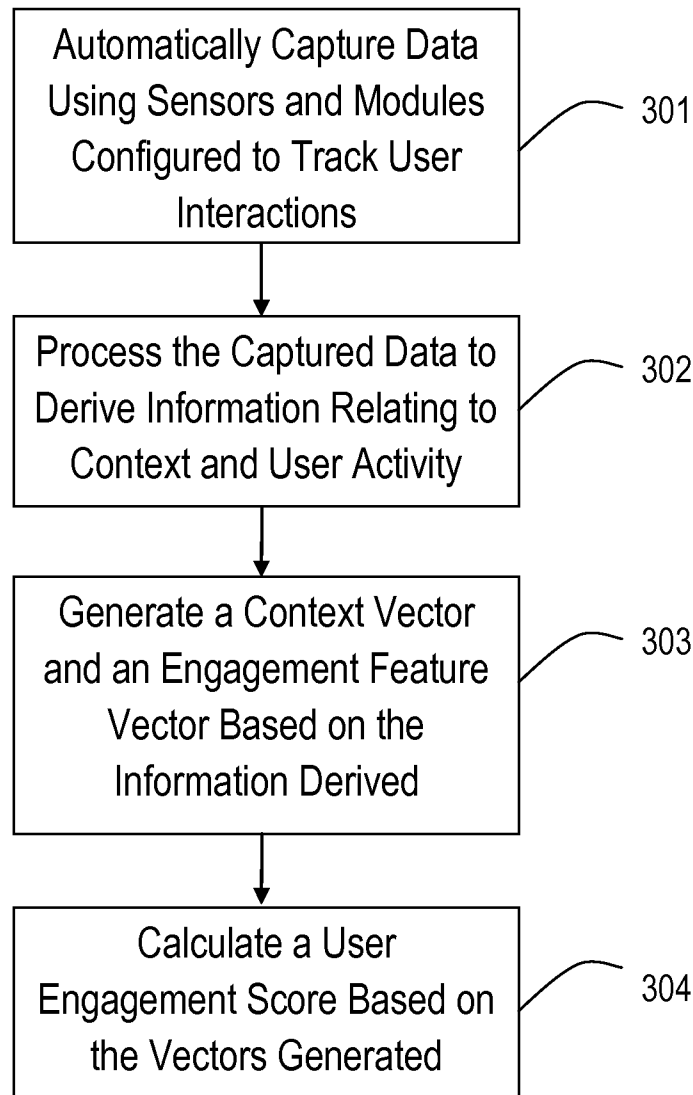 Automatically Capture Data
Using Sensors and Modules
Configured to Track User
Interactions
301
Process the Captured Data to
Derive Information Relating to
Context and User Activity
302
Generate a Context Vector
and an Engagement Feature
Vector Based on the
Information Derived
303
Calculate a User
Engagement Score Based on
the Vectors Generated
304